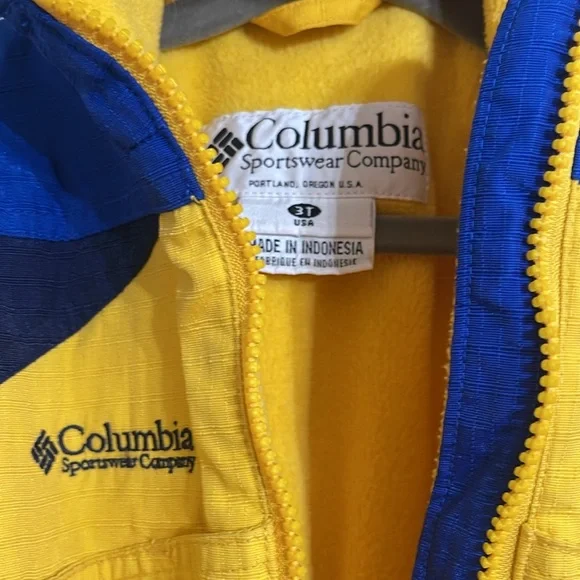 Columbia
Sportswear Company
PORTLAND, OREGON U.S.A.
3T
USA
MADE IN INDONESIA
FABRIQUE EN INDONESIE
Columbia
Sportswear Company